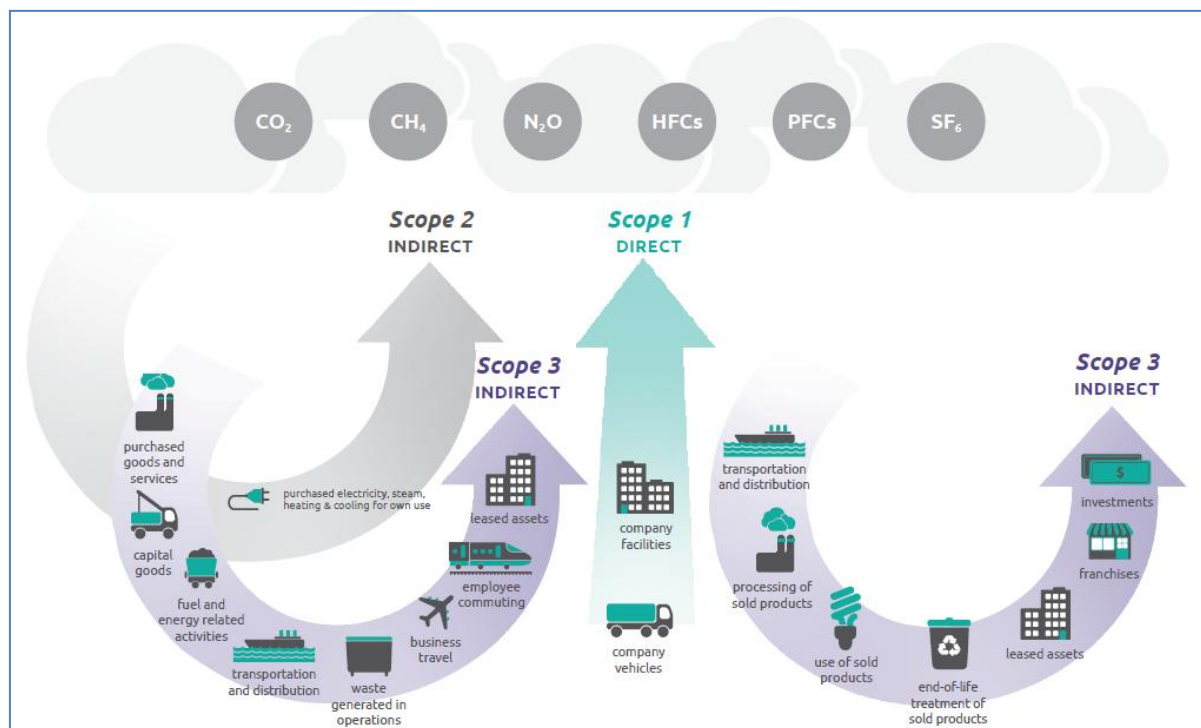 CO₂
CH₄
N₂O
HFCs
PFCs
SF₆
Scope 2
INDIRECT
Scope 1
DIRECT
Scope 3
INDIRECT
Scope 3
INDIRECT
purchased
goods and
services
capital
goods
fuel and
energy related
activities
purchased electricity, steam,
heating & cooling for own use
transportation
and distribution
waste
generated in
operations
business
travel
employee
commuting
leased assets
company
facilities
company
vehicles
transportation
and distribution
processing of
sold products
use of sold
products
end-of-life
treatment of
sold products
leased assets
franchises
$
investments